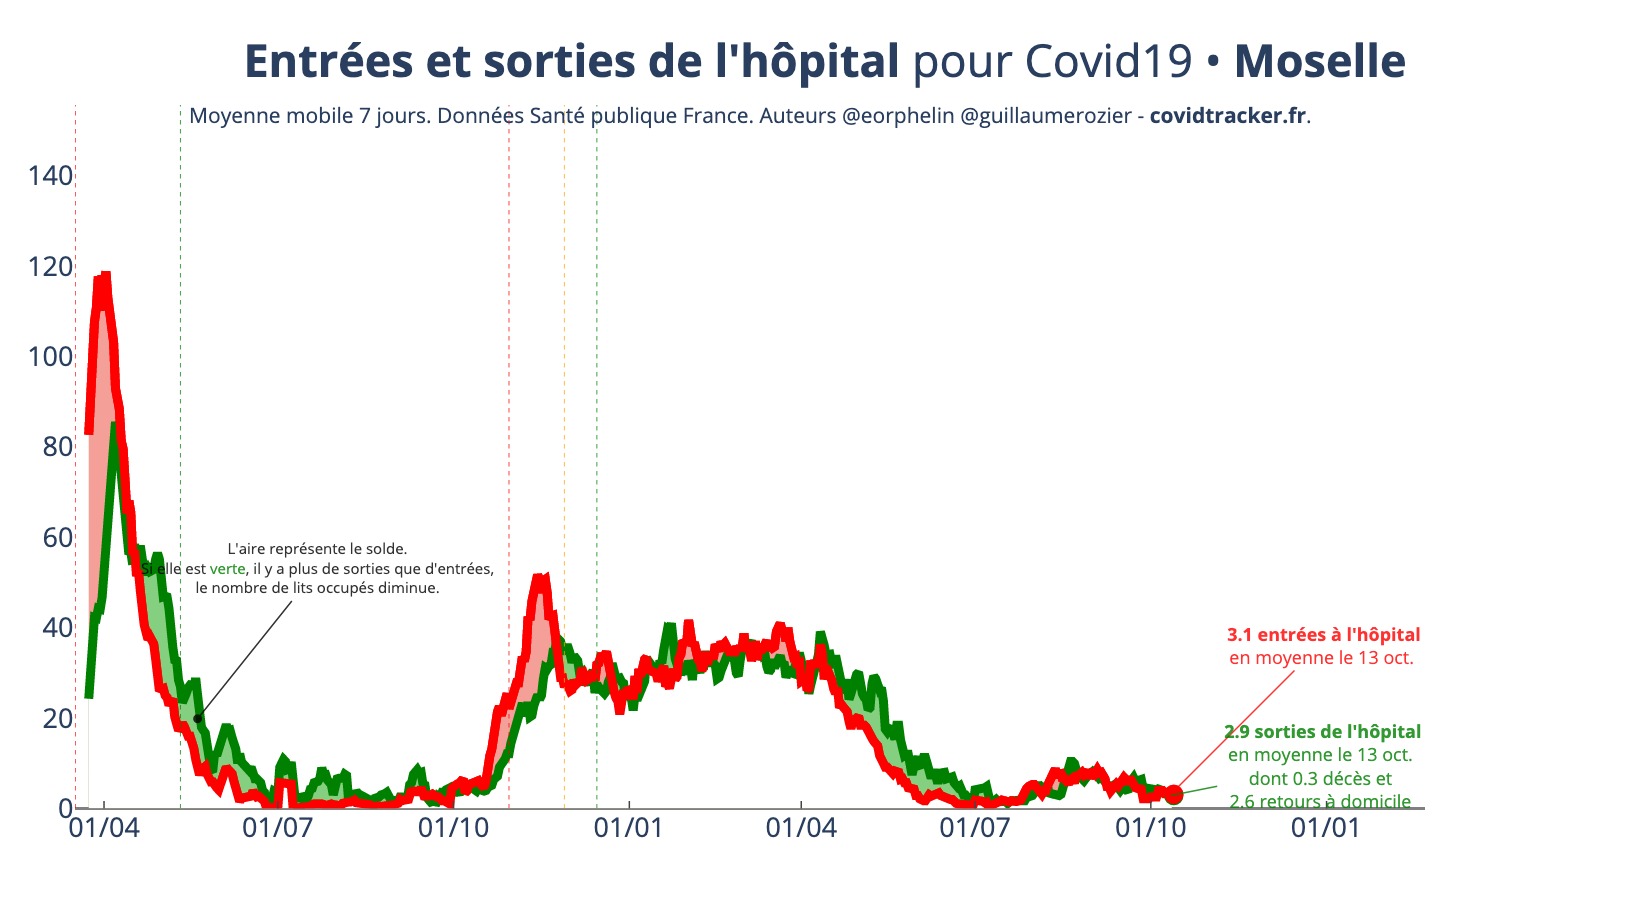 Entrées et sorties de l'hôpital pour Covid19 • Moselle
Moyenne mobile 7 jours. Données Santé publique France. Auteurs @eorphelin @guillaumerozier - covidtracker.fr.
140
120
100
80
60
40
20
0
L'aire représente le solde.
Si elle est verte, il y a plus de sorties que d'entrées,
le nombre de lits occupés diminue.
3.1 entrées à l'hôpital
en moyenne le 13 oct.
2.9 sorties de l'hôpital
en moyenne le 13 oct.
dont 0.3 décès et
2.6 retours à domicile
01/04 01/07 01/10 01/01 01/04 01/07 01/10 01/01